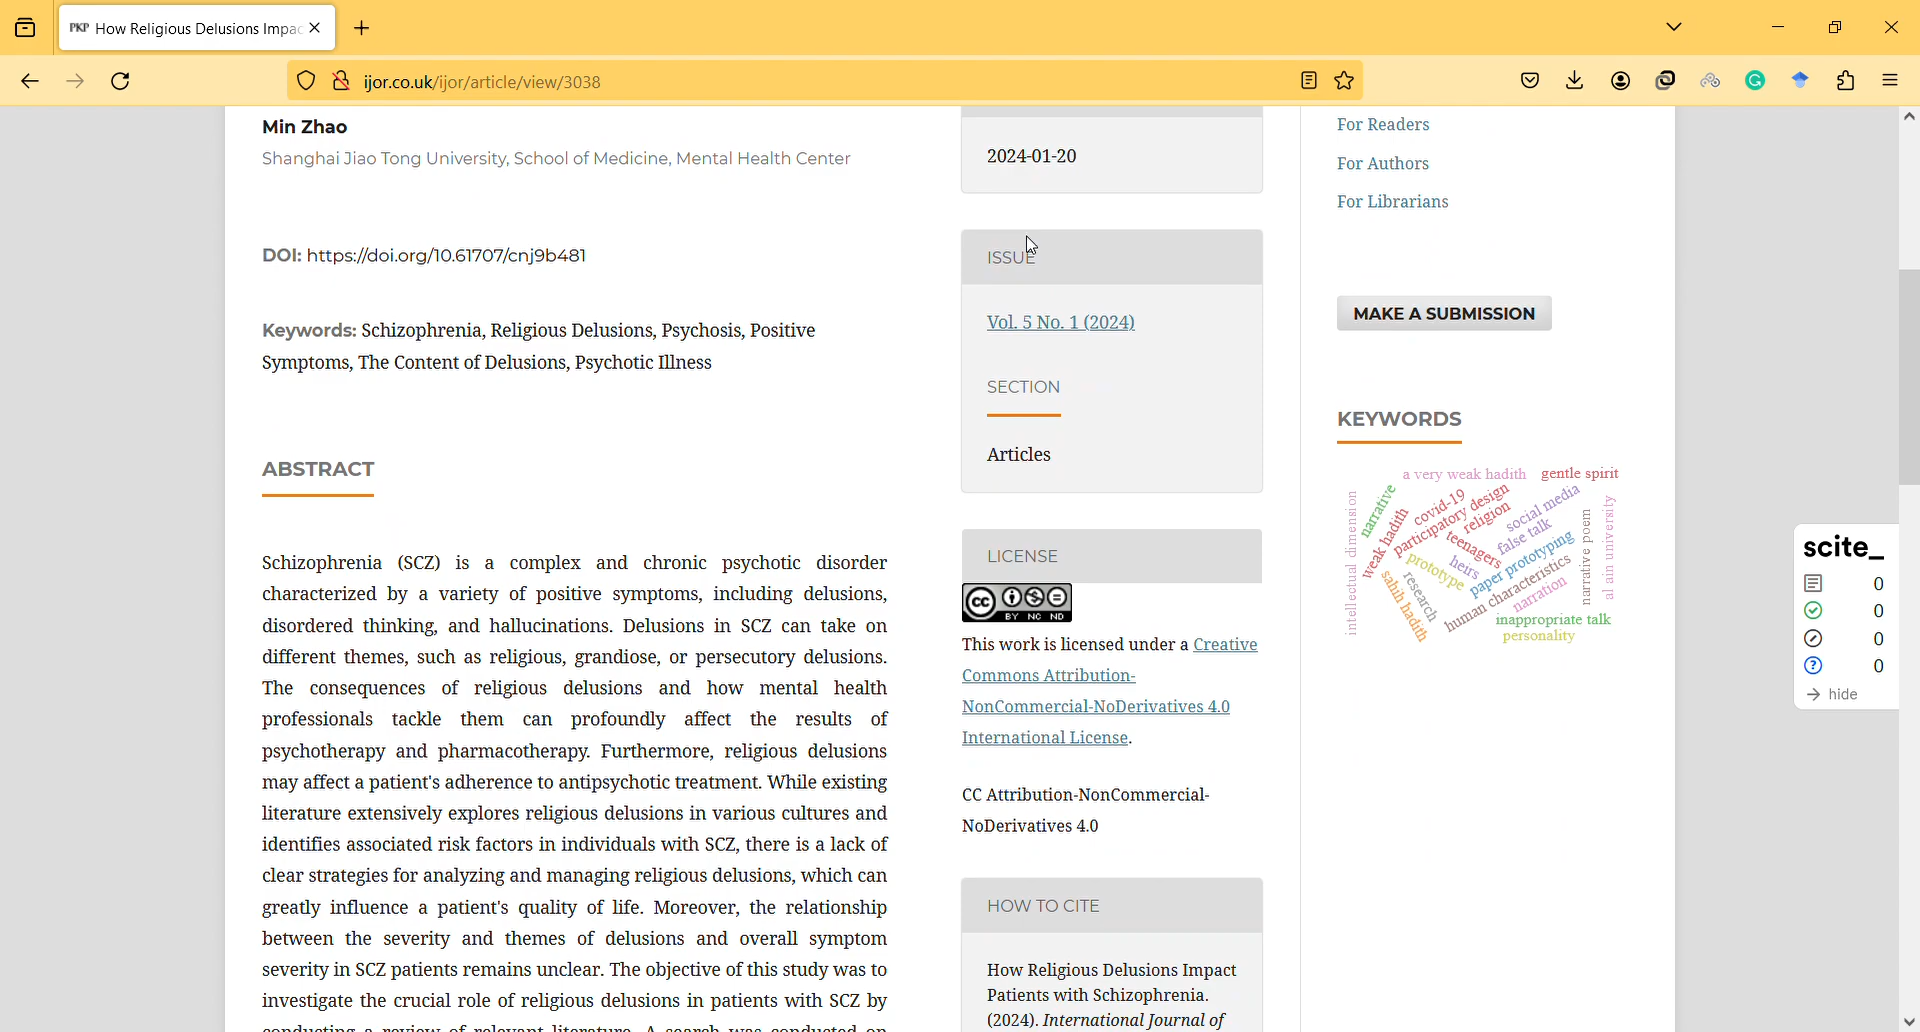 PKP How Religious Delusions Impac
ijor.co.uk/ijor/article/view/3038
Min Zhao
Shanghai Jiao Tong University, School of Medicine, Mental Health Center
DOI: https://doi.org/10.61707/cnj9b481
Keywords: Schizophrenia, Religious Delusions, Psychosis, Positive
Symptoms, The Content of Delusions, Psychotic Illness
ABSTRACT
Schizophrenia (SCZ) is a complex and chronic psychotic disorder
characterized by a variety of positive symptoms, including delusions,
disordered thinking, and hallucinations. Delusions in SCZ can take on
different themes, such as religious, grandiose, or persecutory delusions.
The consequences of religious delusions and how mental health
professionals tackle them can profoundly affect the results of
psychotherapy and pharmacotherapy. Furthermore, religious delusions
may affect a patient's adherence to antipsychotic treatment. While existing
literature extensively explores religious delusions in various cultures and
identifies associated risk factors in individuals with SCZ, there is a lack of
clear strategies for analyzing and managing religious delusions, which can
greatly influence a patient's quality of life. Moreover, the relationship
between the severity and themes of delusions and overall symptom
severity in SCZ patients remains unclear. The objective of this study was to
investigate the crucial role of religious delusions in patients with SCZ by
conducting a review of relevant literature. A search was conducted on
2024-01-20
ISSUE
Vol. 5 No. 1 (2024)
SECTION
Articles
LICENSE
cc BY NC ND
This work is licensed under a Creative
Commons Attribution-
NonCommercial-NoDerivatives 4.0
International License.
CC Attribution-NonCommercial-
NoDerivatives 4.0
HOW TO CITE
How Religious Delusions Impact
Patients with Schizophrenia.
(2024). International Journal of
For Readers
For Authors
For Librarians
MAKE A SUBMISSION
KEYWORDS
a very weak hadith
gentle spirit
narrative
covid-19
participatory design
religion
social media
weak hadith
teenagers
false talk
intellectual dimension
prototype
heirs
paper prototyping
narrative poem
al ain university
sahih hadith
research
human characteristics
narration
inappropriate talk
personality
scite_
0
0
0
0
hide